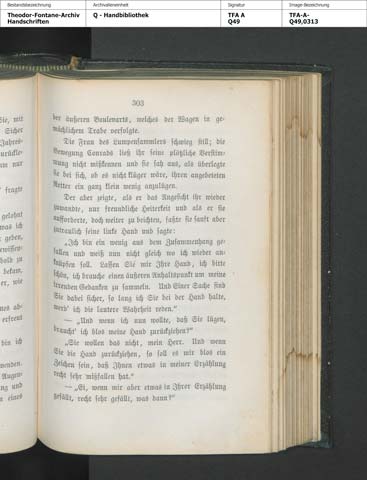 Bestandsbezeichnung
Theodor-Fontane-Archiv
Handschriften
Archivalieneinheit
Q - Handbibliothek
Signatur
TFA A
Q49
Image-Bezeichnung
TFA-A-
Q49,0313
303
der äußeren Boulevarts, welches der Wagen in ge-
mächlichem Trabe verfolgte.
Die Frau des Lumpensammlers schwieg still; die
Bewegung Conrads ließ ihr seine plötzliche Verstim-
mung nicht mißkennen und sie sah aus, als überlegte
sie bei sich, ob es nicht klüger wäre, ihren angebeteten
Retter ein ganz klein wenig anzulügen.
Der aber zeigte, als er das Angesicht ihr wieder
zuwandte, nur freundliche Heiterkeit und als er sie
aufforderte, doch weiter zu beichten, faßte sie sanft aber
zutraulich seine linke Hand und sagte:
„Ich bin ein wenig aus dem Zusammenhang ge-
fallen und weiß nun nicht gleich wo ich wieder an-
knüpfen soll. Lassen Sie mir Ihre Hand, ich bitte
schön, ich brauche einen äußeren Anhaltspunkt um meine
irrenden Gedanken zu sammeln. Und Einer Sache sind
Sie dabei sicher, so lang ich Sie bei der Hand halte,
werd' ich die lautere Wahrheit reden.“
— „Und wenn ich nun wollte, daß Sie lügen,
braucht' ich blos meine Hand zurückziehen?“
„Sie wollen das nicht, mein Herr. Und wenn
Sie die Hand zurückziehen, so soll es mir blos ein
Zeichen sein, daß Ihnen etwas in meiner Erzählung
recht sehr mißfallen hat.“
— „Ei, wenn mir aber etwas in Ihrer Erzählung
gefällt, recht sehr gefällt, was dann?“